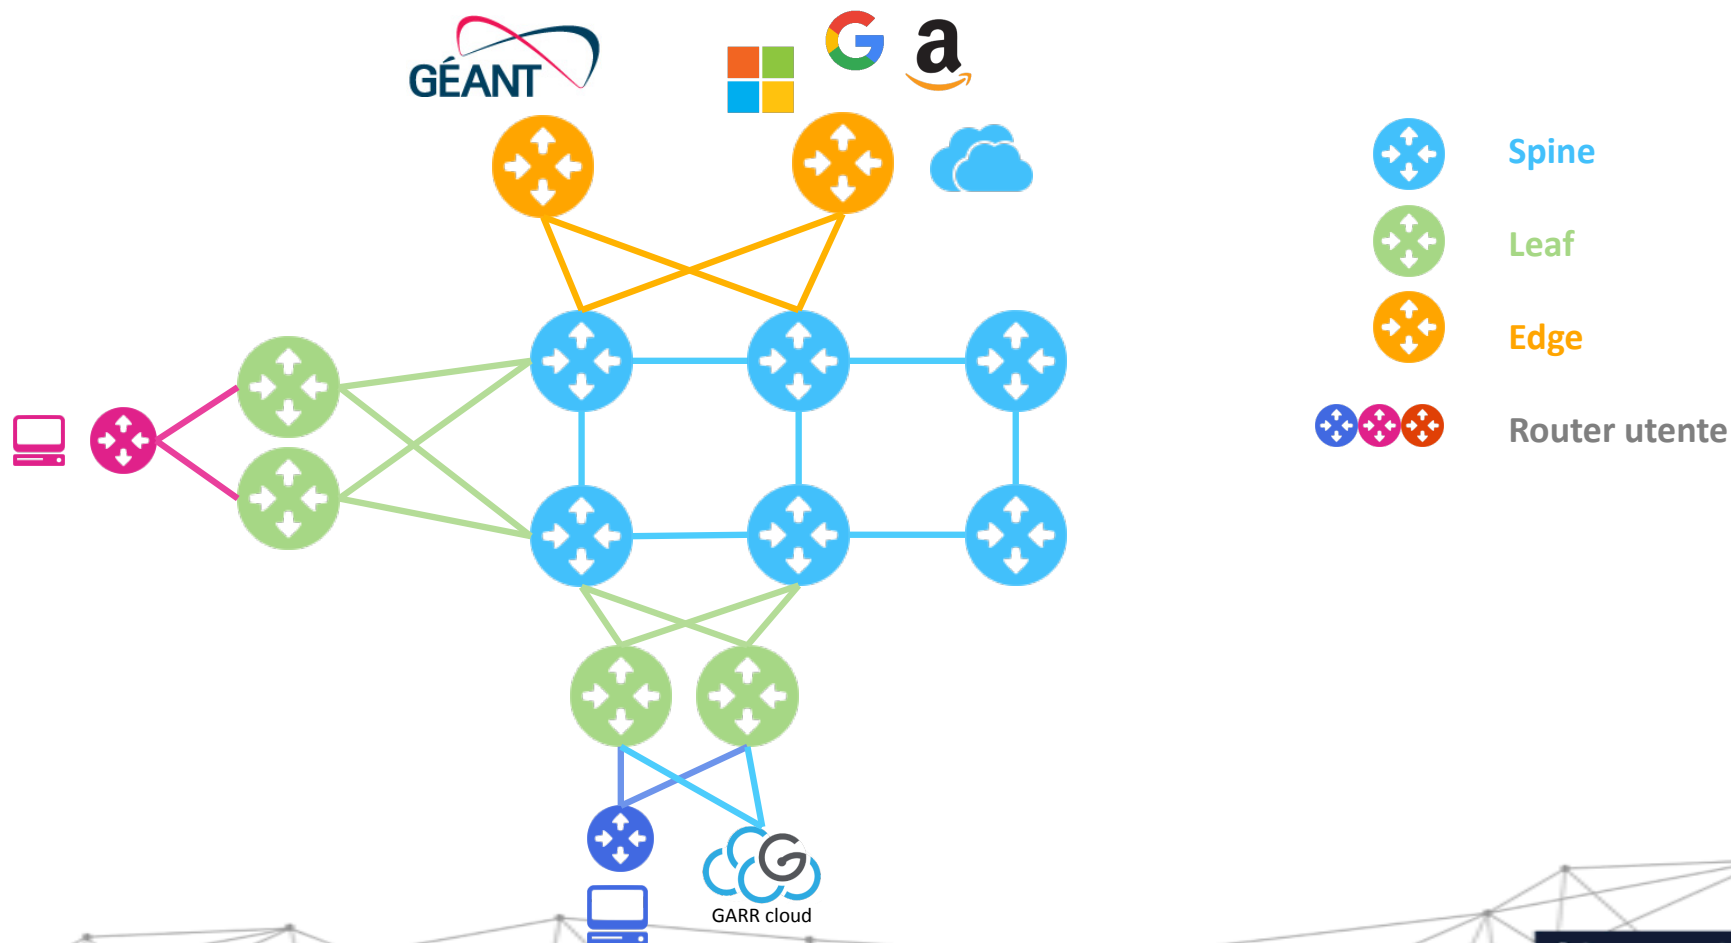 GÉANT
a
Spine
Leaf
Edge
Router utente
G
GARR cloud